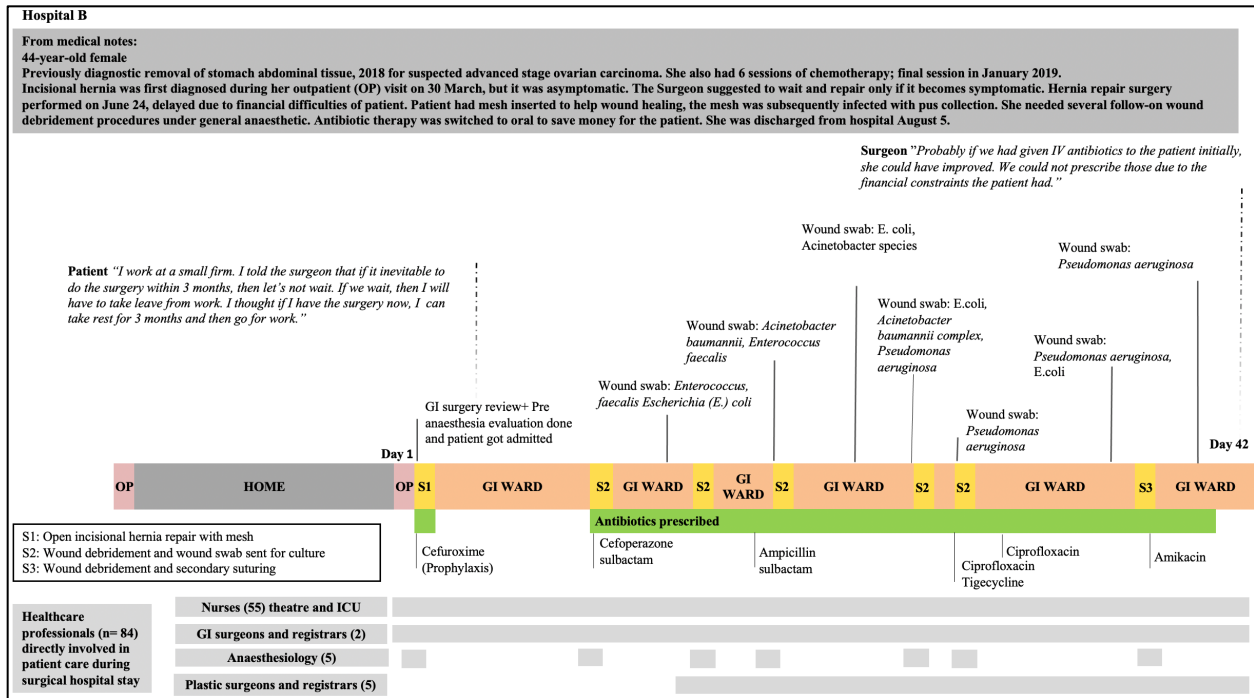 Hospital B
From medical notes:
44-year-old female
Previously diagnostic removal of stomach abdominal tissue, 2018 for suspected advanced stage ovarian carcinoma. She also had 6 sessions of chemotherapy; final session in January 2019.
Incisional hernia was first diagnosed during her outpatient (OP) visit on 30 March, but it was asymptomatic. The Surgeon suggested to wait and repair only if it becomes symptomatic. Hernia repair surgery
performed on June 24, delayed due to financial difficulties of patient. Patient had mesh inserted to help wound healing, the mesh was subsequently infected with pus collection. She needed several follow-on wound
debridement procedures under general anaesthetic. Antibiotic therapy was switched to oral to save money for the patient. She was discharged from hospital August 5.
Surgeon ”Probably if we had given IV antibiotics to the patient initially,
she could have improved. We could not prescribe those due to the
financial constraints the patient had.”
Patient “I work at a small firm. I told the surgeon that if it inevitable to
do the surgery within 3 months, then let’s not wait. If we wait, then I will
have to take leave from work. I thought if I have the surgery now, I can
take rest for 3 months and then go for work.”
Wound swab: E. coli,
Acinetobacter species
Wound swab:
Pseudomonas aeruginosa
Wound swab: Acinetobacter
baumannii, Enterococcus
faecalis
Wound swab: E.coli,
Acinetobacter
baumannii complex,
Pseudomonas
aeruginosa
Wound swab:
Pseudomonas aeruginosa,
E.coli
Wound swab: Enterococcus,
faecalis Escherichia (E.) coli
GI surgery review+ Pre
anaesthesia evaluation done
and patient got admitted
Wound swab:
Pseudomonas
aeruginosa
Day 1
Day 42
OP
HOME
OP
S1
GI WARD
S2
GI WARD
S2
GI
WARD
S2
GI WARD
S2
S2
GI WARD
S3
GI WARD
Antibiotics prescribed
S1: Open incisional hernia repair with mesh
S2: Wound debridement and wound swab sent for culture
S3: Wound debridement and secondary suturing
Cefuroxime
(Prophylaxis)
Cefoperazone
sulbactam
Ampicillin
sulbactam
Ciprofloxacin
Tigecycline
Ciprofloxacin
Amikacin
Healthcare
professionals (n= 84)
directly involved in
patient care during
surgical hospital stay
Nurses (55) theatre and ICU
GI surgeons and registrars (2)
Anaesthesiology (5)
Plastic surgeons and registrars (5)